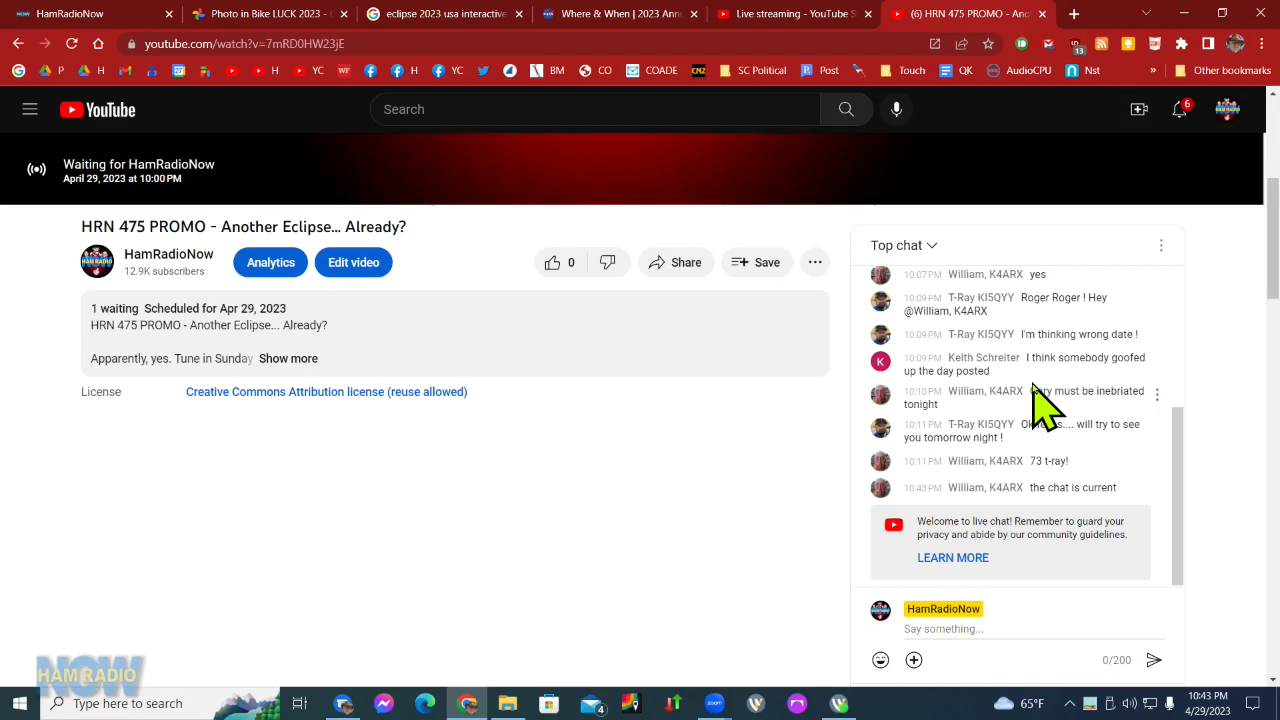 HamRadioNow
Photo in Bike LUCK 2023 -
eclipse 2023 usa interactive
Where & When | 2023 Ann
Live streaming - YouTube S
(6) HRN 475 PROMO - Ano
youtube.com/watch?v=7mRD0HW23jE
13
P
H
H
YC
WF
H
YC
BM
CO
COADE
CNZ
SC Political
Post
Touch
QK
AudioCPU
Nst
»
Other bookmarks
YouTube
Search
6
Waiting for HamRadioNow
April 29, 2023 at 10:00 PM
HRN 475 PROMO - Another Eclipse... Already?
HamRadioNow
12.9K subscribers
Analytics
Edit video
0
Share
Save
1 waiting Scheduled for Apr 29, 2023
HRN 475 PROMO - Another Eclipse... Already?
Apparently, yes. Tune in Sunday Show more
License Creative Commons Attribution license (reuse allowed)
Top chat
10:07 PM William, K4ARX yes
10:09 PM T-Ray KI5QYY Roger Roger ! Hey
@William, K4ARX
10:09 PM T-Ray KI5QYY I'm thinking wrong date !
K
10:09 PM Keith Schreiter I think somebody goofed
up the day posted
10:10 PM William, K4ARX must be inebriated
tonight
10:11 PM T-Ray KI5QYY will try to see
you tomorrow night !
10:11 PM William, K4ARX 73 t-ray!
10:43 PM William, K4ARX the chat is current
Welcome to live chat! Remember to guard your
privacy and abide by our community guidelines.
LEARN MORE
HamRadioNow
Say something...
0/200
HAM RADIO
NOW
Type here to search
zoom
4
65°F
10:43 PM
4/29/2023